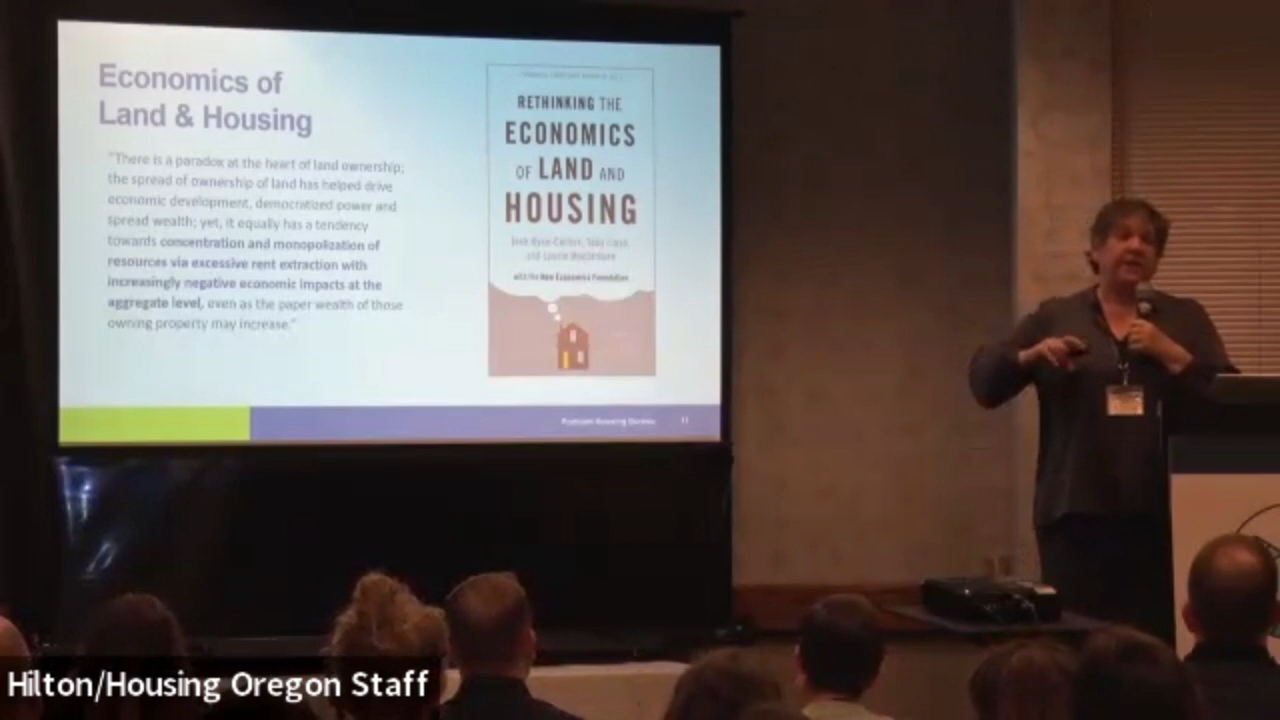 Economics of
Land & Housing
"There is a paradox at the heart of land ownership;
the spread of ownership of land has helped drive
economic development, democratized power and
spread wealth; yet, it equally has a tendency
towards concentration and monopolization of
resources via excessive rent extraction with
increasingly negative economic impacts at the
aggregate level, even as the paper wealth of those
owning property may increase."
RETHINKING THE
ECONOMICS
OF LAND AND
HOUSING
with the New Economics Foundation
Portland Housing Bureau
Hilton/Housing Oregon Staff